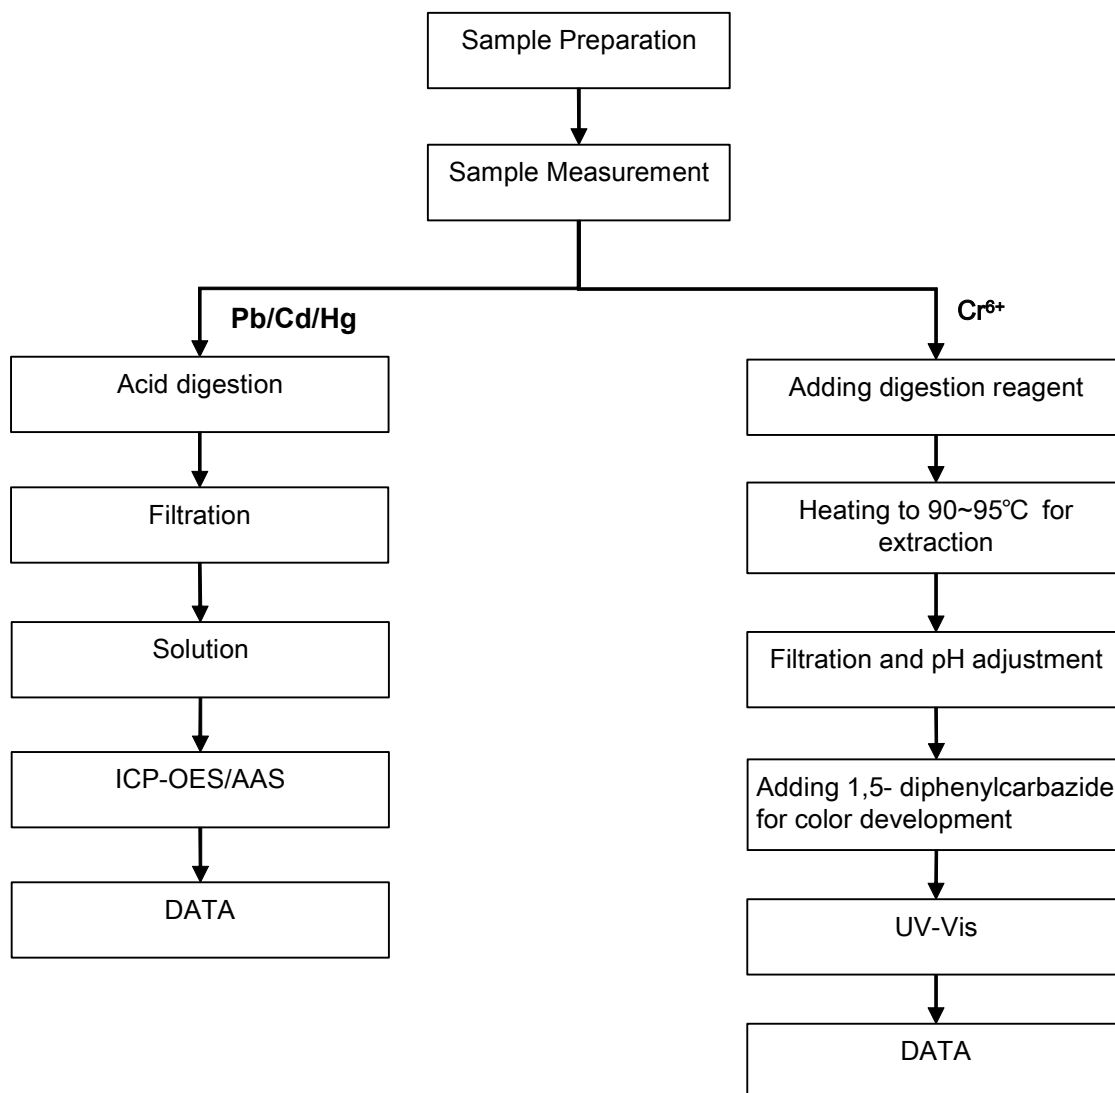 Sample Preparation
Sample Measurement
Pb/Cd/Hg
Cr⁶⁺
Acid digestion
Filtration
Solution
ICP-OES/AAS
DATA
Adding digestion reagent
Heating to 90~95℃ for
extraction
Filtration and pH adjustment
Adding 1,5- diphenylcarbazide
for color development
UV-Vis
DATA